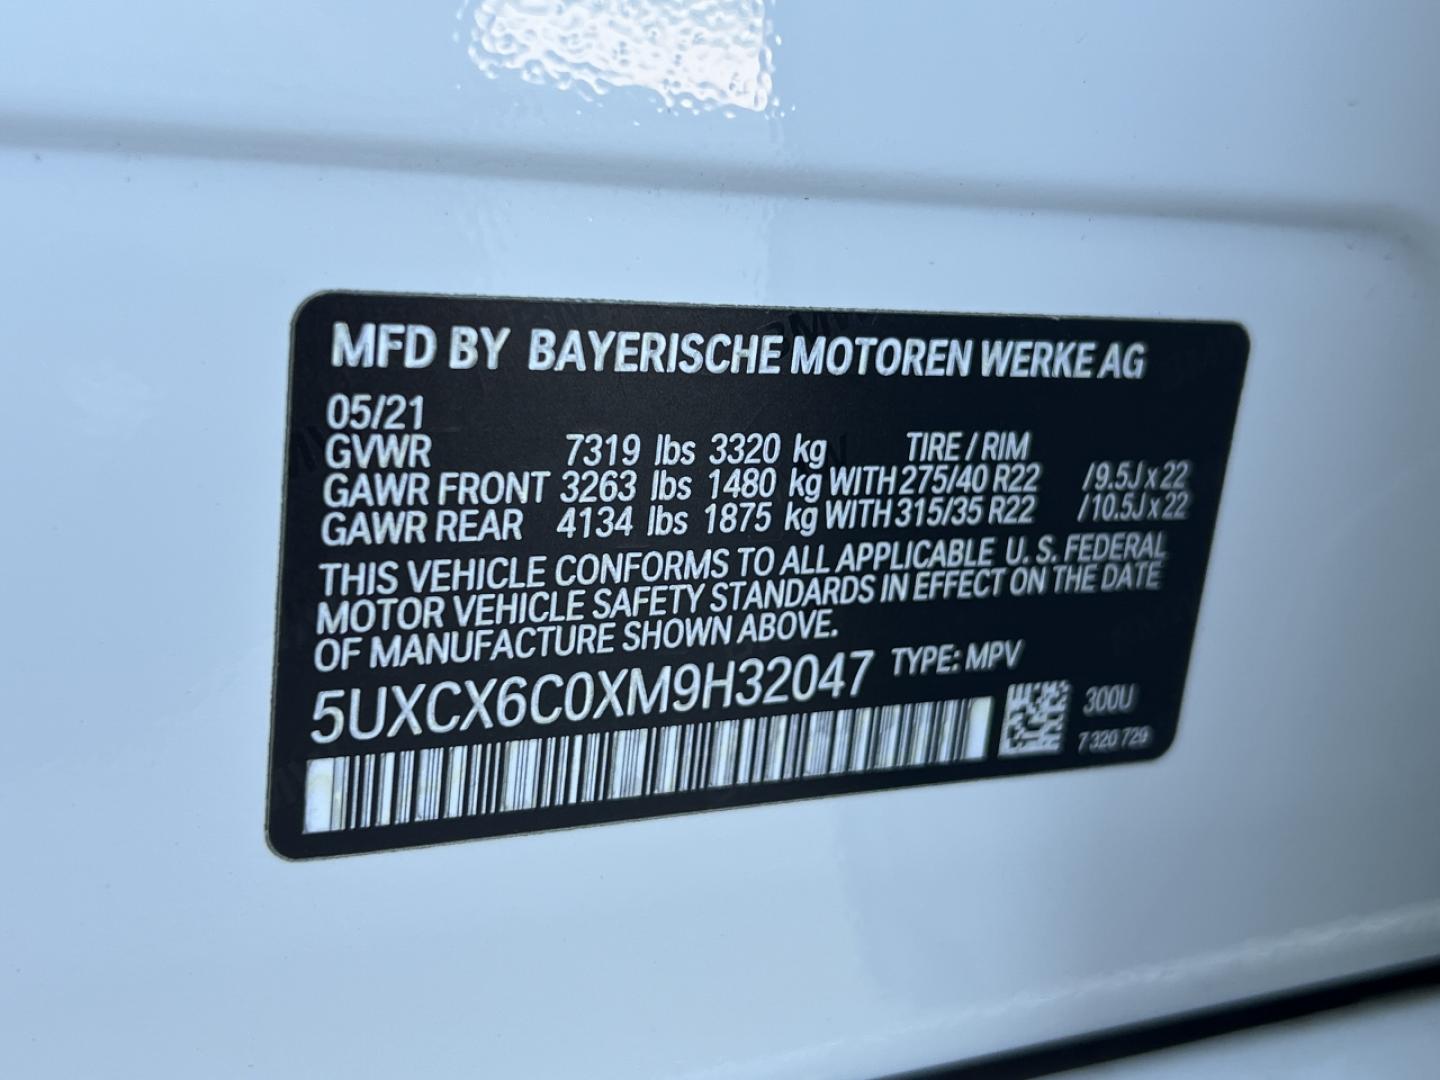 MFD BY BAYERISCHE MOTOREN WERKE AG
05/21
GVWR 7319 lbs 3320 kg TIRE / RIM
GAWR FRONT 3263 lbs 1480 kg WITH 275/40 R22 /9.5J x 22
GAWR REAR 4134 lbs 1875 kg WITH 315/35 R22 /10.5J x 22
THIS VEHICLE CONFORMS TO ALL APPLICABLE U. S. FEDERAL
MOTOR VEHICLE SAFETY STANDARDS IN EFFECT ON THE DATE
OF MANUFACTURE SHOWN ABOVE.
5UXCX6C0XM9H32047 TYPE: MPV
300U
7 320 729